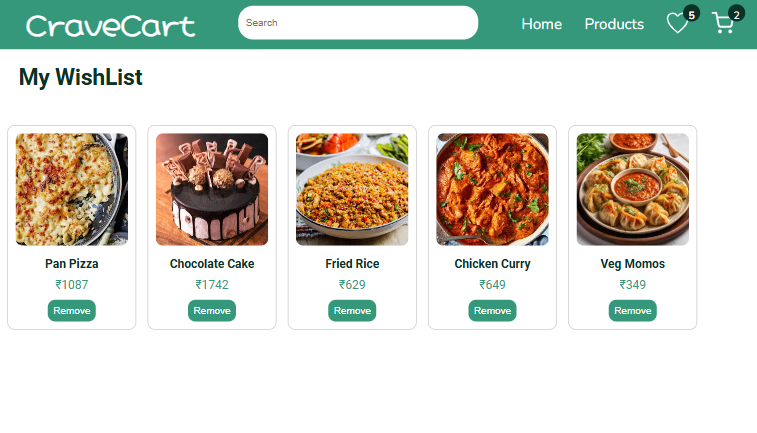 CraveCart
Search
Home
Products
5
2
My WishList
Pan Pizza
₹1087
Remove
Chocolate Cake
₹1742
Remove
Fried Rice
₹629
Remove
Chicken Curry
₹649
Remove
Veg Momos
₹349
Remove